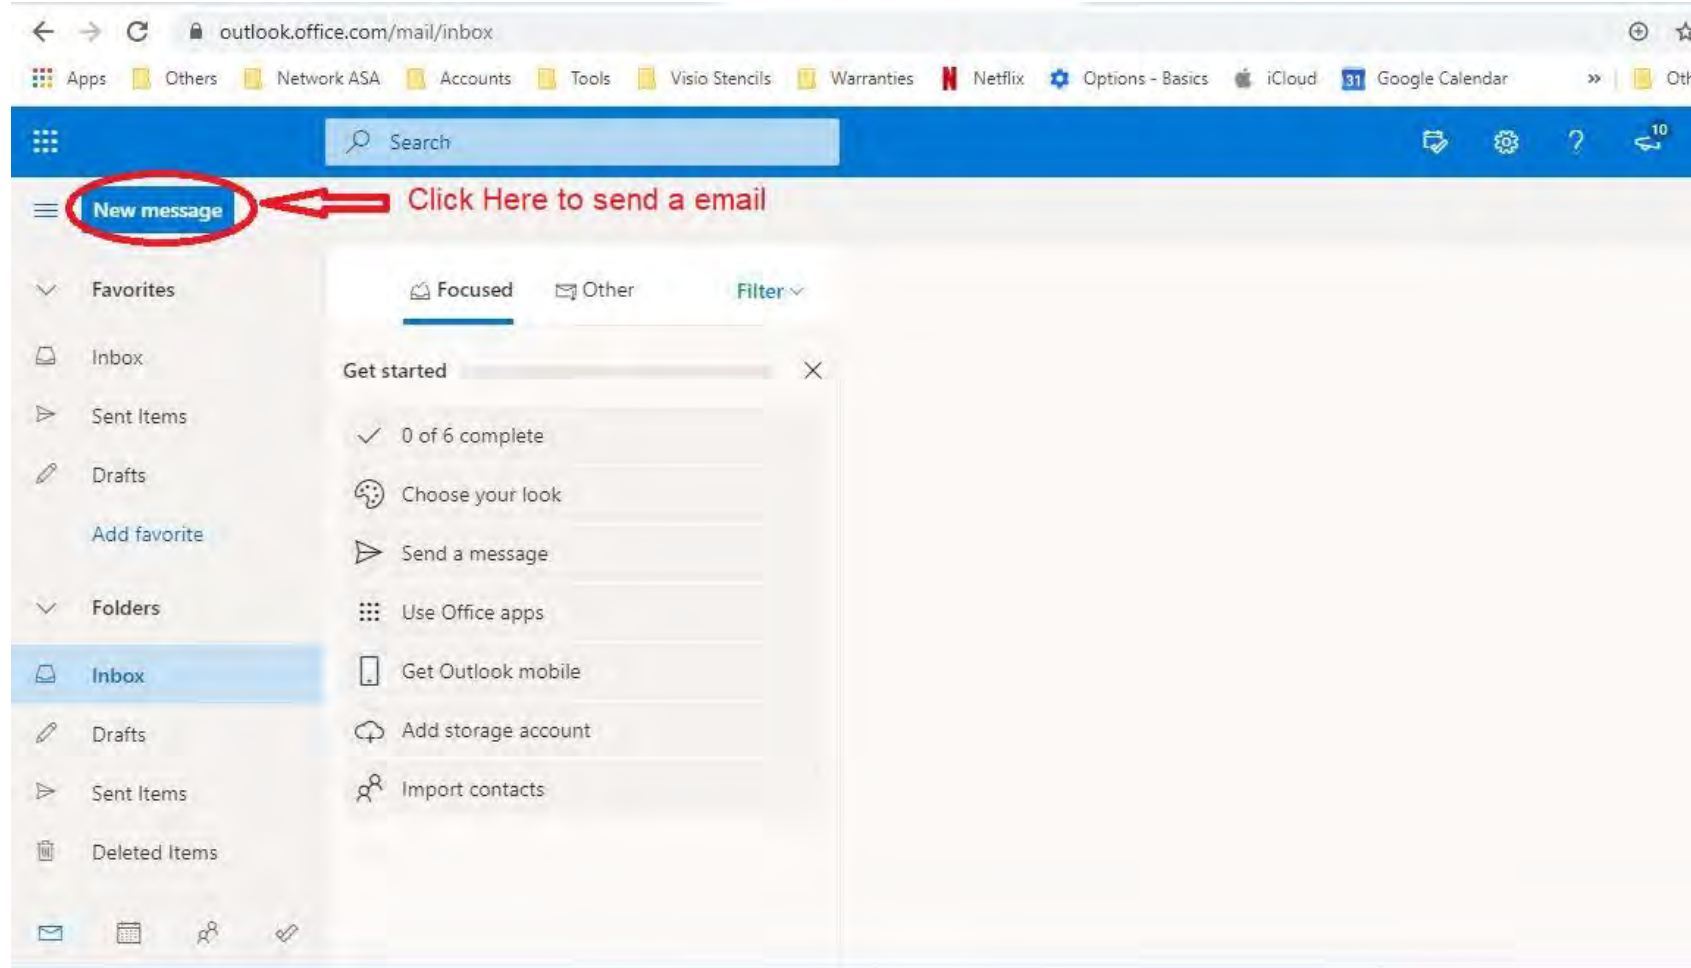 outlook.office.com/mail/inbox
Apps Others Network ASA Accounts Tools Visio Stencils Warranties Netflix Options - Basics iCloud 31 Google Calendar » Oth
Search ? 10
New message Click Here to send a email
Favorites
Focused Other Filter
Inbox
Get started
Sent Items
0 of 6 complete
Drafts
Choose your look
Add favorite
Send a message
Folders
Use Office apps
Inbox
Get Outlook mobile
Drafts
Add storage account
Sent Items
Import contacts
Deleted Items